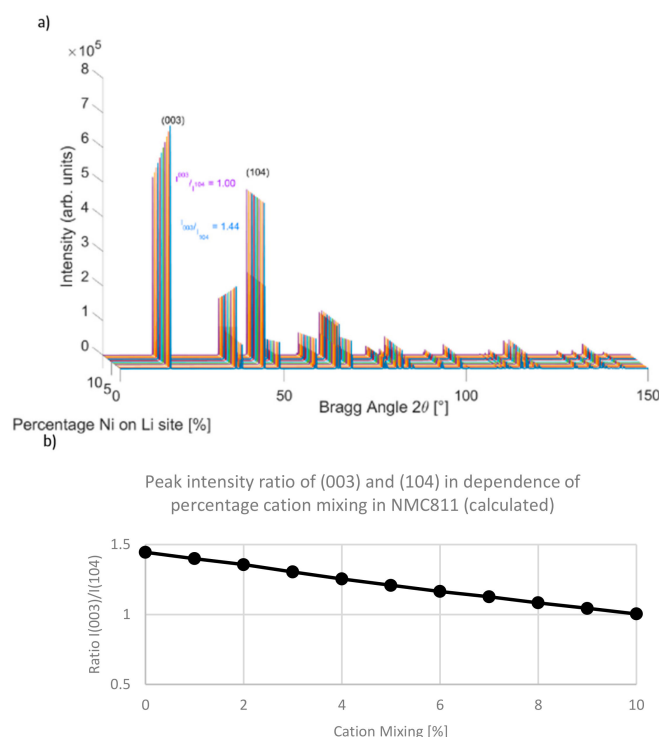 a)
×10⁵
8
7
6
5
4
3
2
1
0
Intensity (arb. units)
(003)
(104)
I⁰⁰³/I¹⁰⁴ = 1.00
I₀₀₃/I₁₀₄ = 1.44
10 5 0
0
50
100
150
Bragg Angle 2θ [°]
Percentage Ni on Li site [%]
b)
Peak intensity ratio of (003) and (104) in dependence of
percentage cation mixing in NMC811 (calculated)
Ratio I(003)/I(104)
1.5
1
0.5
0 2 4 6 8 10
Cation Mixing [%]